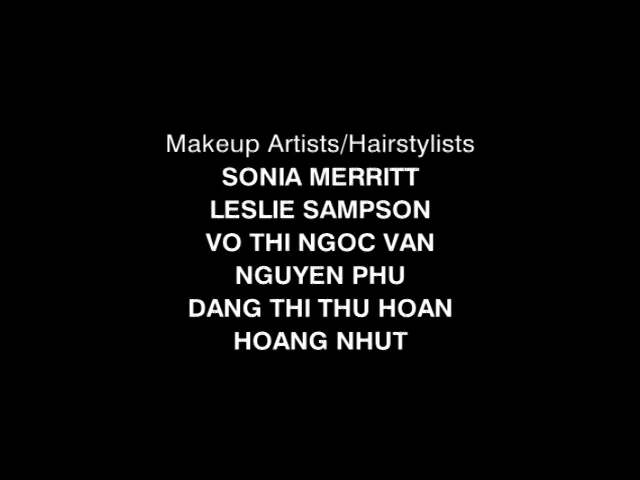 Makeup Artists/Hairstylists
SONIA MERRITT
LESLIE SAMPSON
VO THI NGOC VAN
NGUYEN PHU
DANG THI THU HOAN
HOANG NHUT